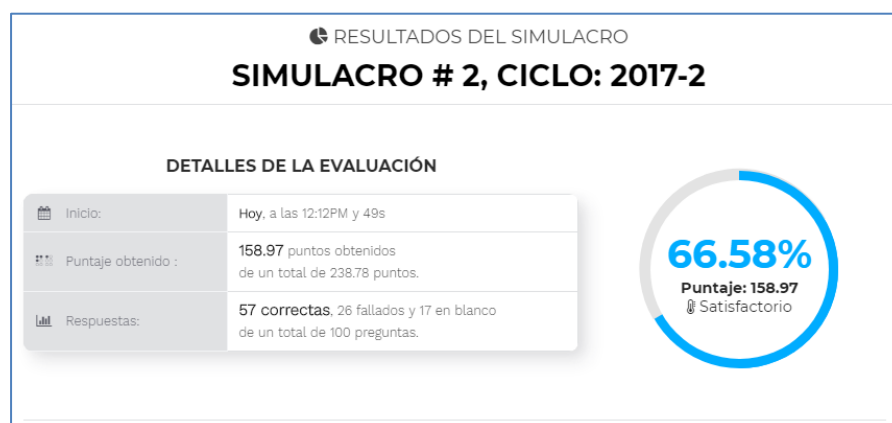 RESULTADOS DEL SIMULACRO
SIMULACRO # 2, CICLO: 2017-2
DETALLES DE LA EVALUACIÓN
Inicio: Hoy, a las 12:12PM y 49s
Puntaje obtenido : 158.97 puntos obtenidos
de un total de 238.78 puntos.
Respuestas: 57 correctas, 26 fallados y 17 en blanco
de un total de 100 preguntas.
66.58%
Puntaje: 158.97
Satisfactorio